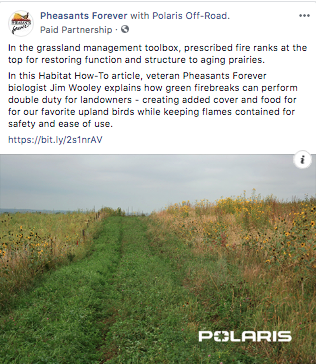 Pheasants Forever with Polaris Off-Road.
Paid Partnership ·
In the grassland management toolbox, prescribed fire ranks at the
top for restoring function and structure to aging prairies.
In this Habitat How-To article, veteran Pheasants Forever
biologist Jim Wooley explains how green firebreaks can perform
double duty for landowners - creating added cover and food for
for our favorite upland birds while keeping flames contained for
safety and ease of use.
https://bit.ly/2s1nrAV
i
POLARIS